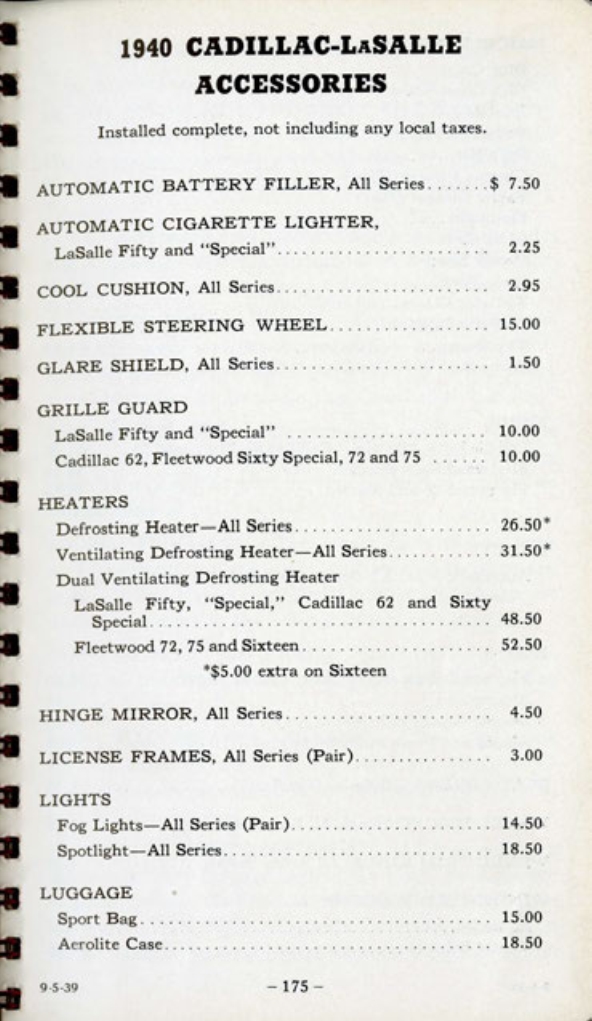 1940 CADILLAC-LASALLE
ACCESSORIES
Installed complete, not including any local taxes.
AUTOMATIC BATTERY FILLER, All Series.......$ 7.50
AUTOMATIC CIGARETTE LIGHTER,
LaSalle Fifty and "Special"............................ 2.25
COOL CUSHION, All Series............................ 2.95
FLEXIBLE STEERING WHEEL..................... 15.00
GLARE SHIELD, All Series............................ 1.50
GRILLE GUARD
LaSalle Fifty and "Special" ...................... 10.00
Cadillac 62, Fleetwood Sixty Special, 72 and 75 ...... 10.00
HEATERS
Defrosting Heater—All Series......................... 26.50*
Ventilating Defrosting Heater—All Series............ 31.50*
Dual Ventilating Defrosting Heater
LaSalle Fifty, "Special," Cadillac 62 and Sixty
Special............................................ 48.50
Fleetwood 72, 75 and Sixteen........................ 52.50
*$5.00 extra on Sixteen
HINGE MIRROR, All Series.......................... 4.50
LICENSE FRAMES, All Series (Pair)................ 3.00
LIGHTS
Fog Lights—All Series (Pair)......................... 14.50
Spotlight—All Series.................................. 18.50
LUGGAGE
Sport Bag............................................. 15.00
Aerolite Case.......................................... 18.50
9-5-39
– 175 –